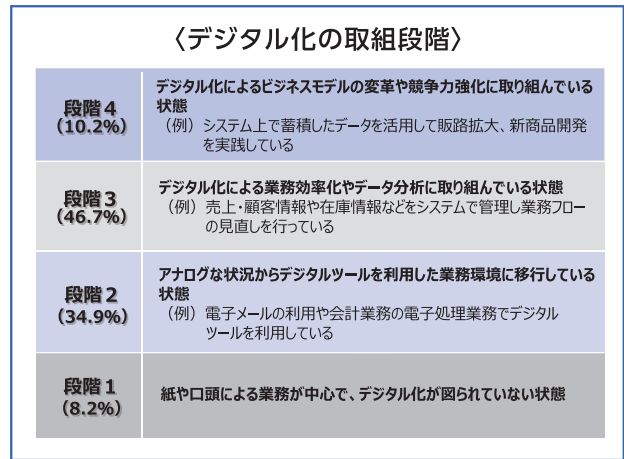 〈デジタル化の取組段階〉
段階4
(10.2%)
デジタル化によるビジネスモデルの変革や競争力強化に取り組んでいる
状態
(例)システム上で蓄積したデータを活用して販路拡大、新商品開発
を実践している
段階3
(46.7%)
デジタル化による業務効率化やデータ分析に取り組んでいる状態
(例)売上・顧客情報や在庫情報などをシステムで管理し業務フロー
の見直しを行っている
段階2
(34.9%)
アナログな状況からデジタルツールを利用した業務環境に移行している
状態
(例)電子メールの利用や会計業務の電子処理業務でデジタル
ツールを利用している
段階1
(8.2%)
紙や口頭による業務が中心で、デジタル化が図られていない状態